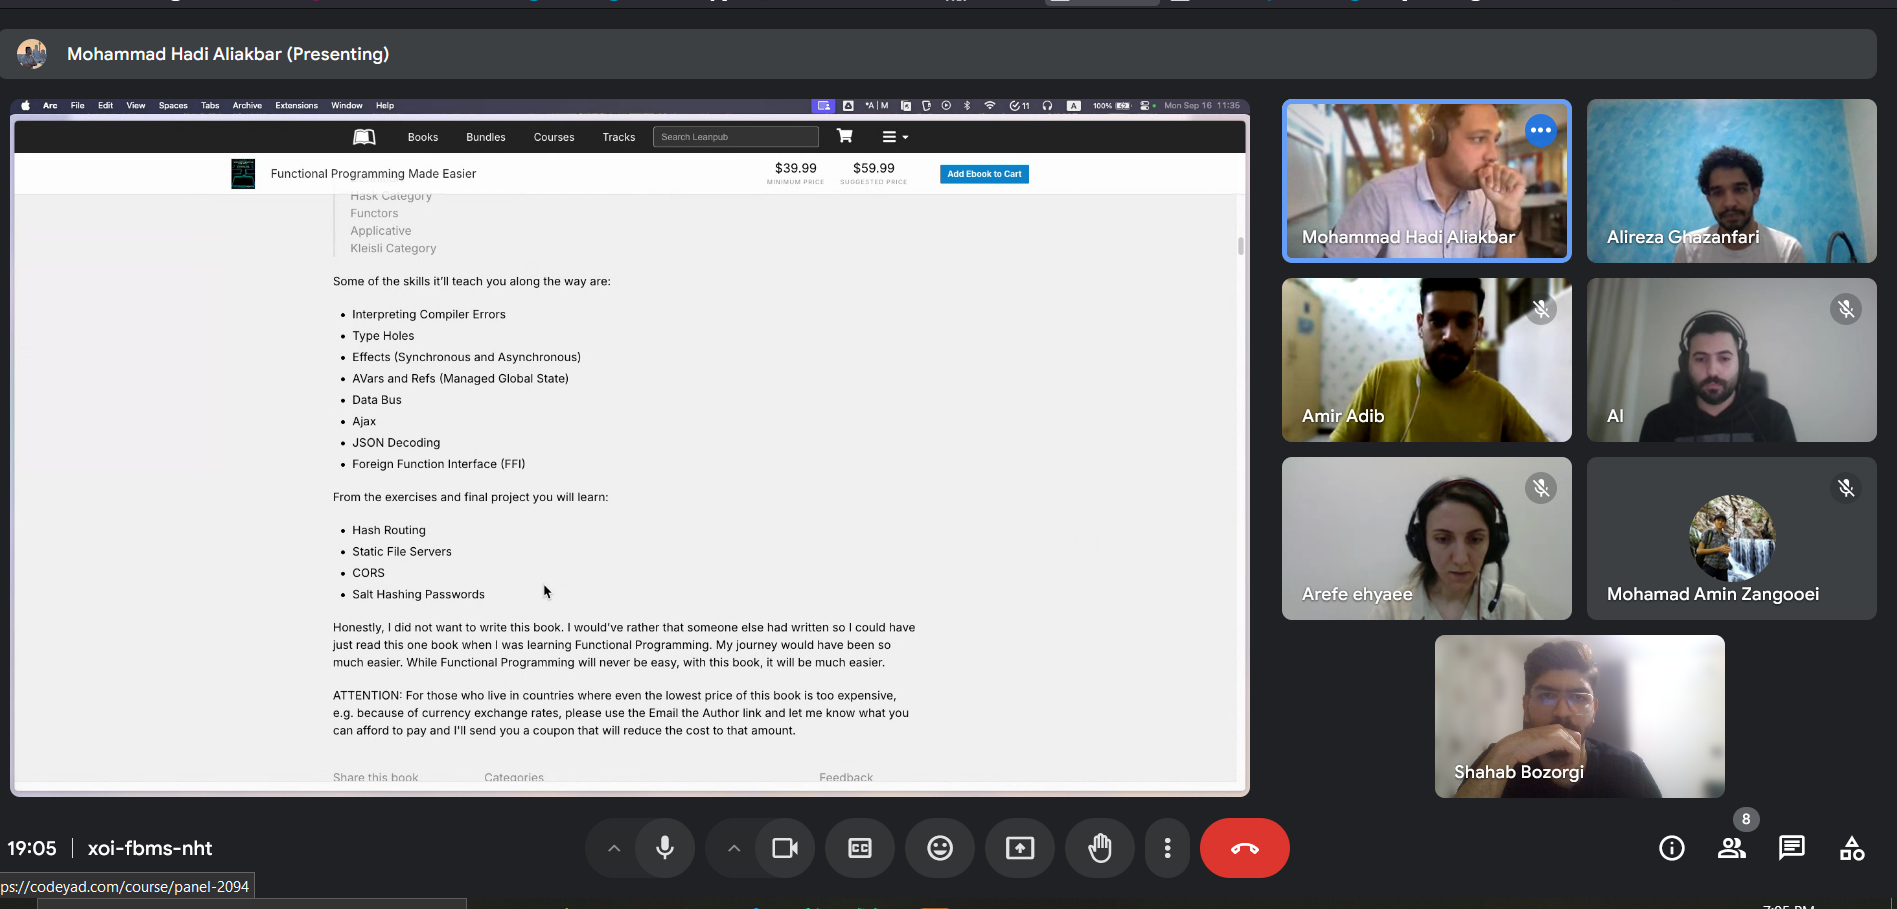 Mohammad Hadi Aliakbar (Presenting)
Arc File Edit View Spaces Tabs Archive Extensions Window Help
11 A 100% Mon Sep 16 11:35
Books Bundles Courses Tracks Search Leanpub
Functional Programming Made Easier
$39.99 $59.99
MINIMUM PRICE SUGGESTED PRICE
Add Ebook to Cart
Hask Category
Functors
Applicative
Kleisli Category
Some of the skills it'll teach you along the way are:
• Interpreting Compiler Errors
• Type Holes
• Effects (Synchronous and Asynchronous)
• AVars and Refs (Managed Global State)
• Data Bus
• Ajax
• JSON Decoding
• Foreign Function Interface (FFI)
From the exercises and final project you will learn:
• Hash Routing
• Static File Servers
• CORS
• Salt Hashing Passwords
Honestly, I did not want to write this book. I would've rather that someone else had written so I could have
just read this one book when I was learning Functional Programming. My journey would have been so
much easier. While Functional Programming will never be easy, with this book, it will be much easier.
ATTENTION: For those who live in countries where even the lowest price of this book is too expensive,
e.g. because of currency exchange rates, please use the Email the Author link and let me know what you
can afford to pay and I'll send you a coupon that will reduce the cost to that amount.
Share this book Categories Feedback
Mohammad Hadi Aliakbar
Alireza Ghazanfari
Amir Adib
Al
Arefe ehyaee
Mohamad Amin Zangooei
Shahab Bozorgi
8
19:05 | xoi-fbms-nht
CC
ps://codeyad.com/course/panel-2094